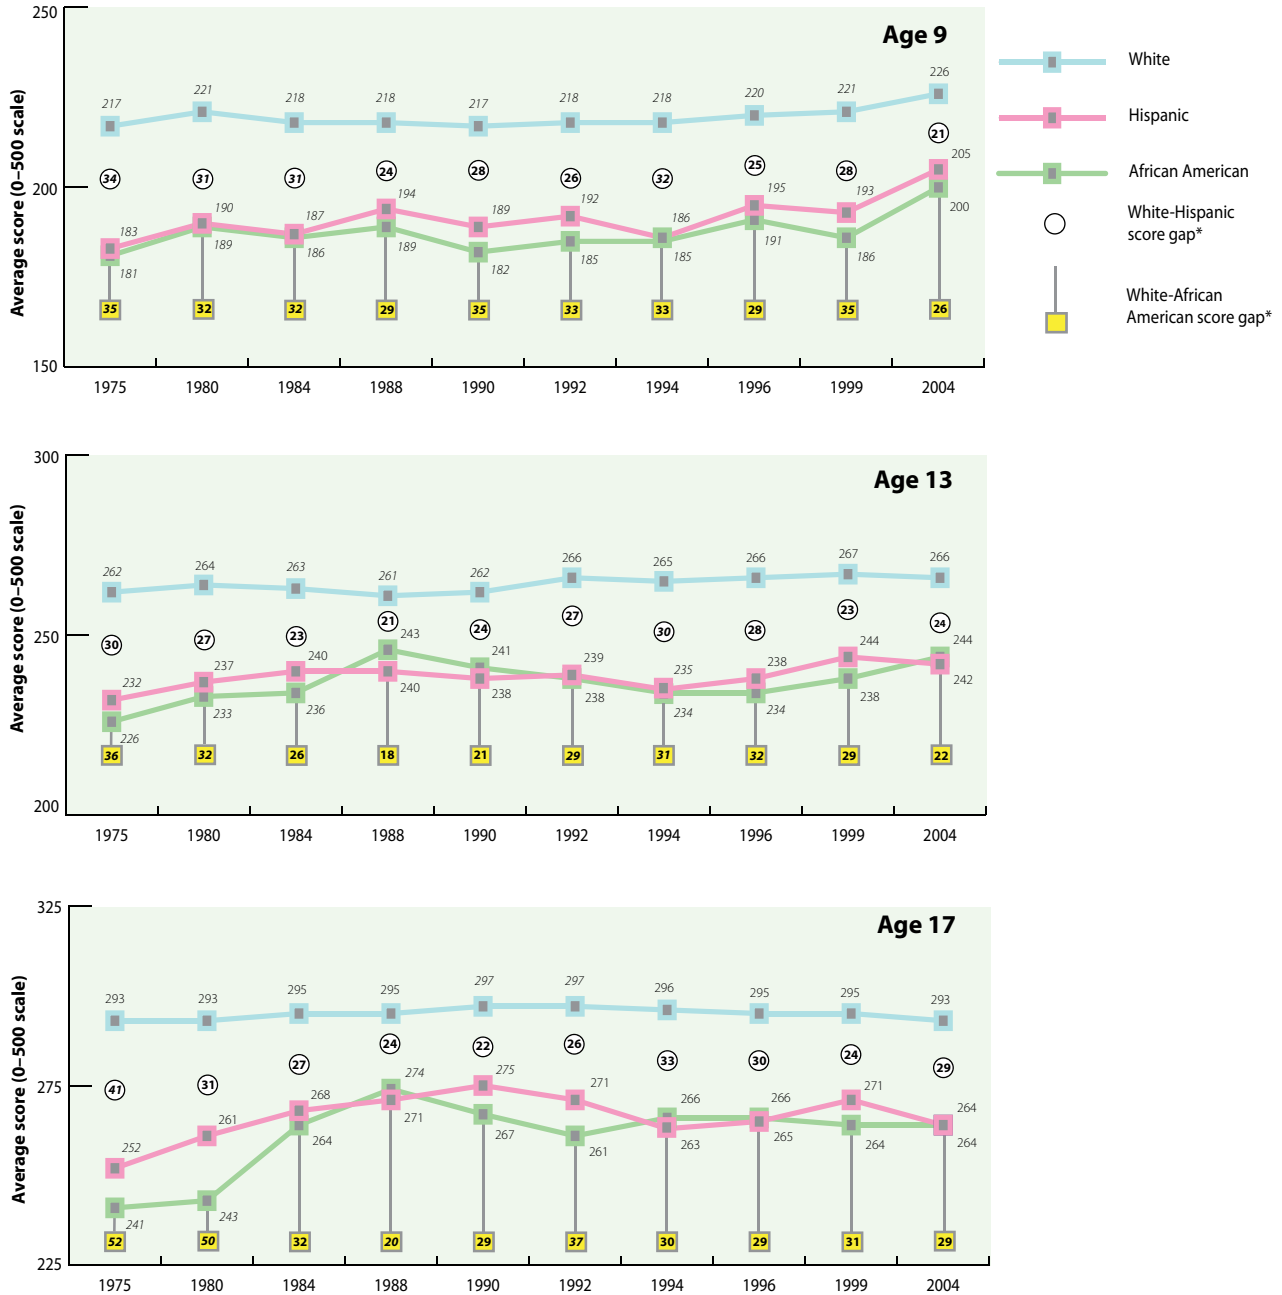 250
Age 9
Average score (0–500 scale)
217 221 218 218 217 218 218 220 221 226
34 31 31 24 28 26 32 25 28 21
200
183 190 187 194 189 192 186 195 193 205
181 189 186 189 182 185 185 191 186 200
35 32 32 29 35 33 33 29 35 26
150
1975 1980 1984 1988 1990 1992 1994 1996 1999 2004
White
Hispanic
African American
White-Hispanic
score gap*
White-African
American score gap*
300
Age 13
Average score (0–500 scale)
262 264 263 261 262 266 265 266 267 266
30 27 23 21 24 27 30 28 23 24
250
232 237 240 243 241 239 235 238 244 244
226 233 236 240 238 238 234 234 238 242
36 32 26 18 21 29 31 32 29 22
200
1975 1980 1984 1988 1990 1992 1994 1996 1999 2004
325
Age 17
Average score (0–500 scale)
293 293 295 295 297 297 296 295 295 293
41 31 27 24 22 26 33 30 24 29
275
252 261 268 274 275 271 266 266 271 264
241 243 264 271 267 261 263 265 264 264
52 50 32 20 29 37 30 29 31 29
225
1975 1980 1984 1988 1990 1992 1994 1996 1999 2004